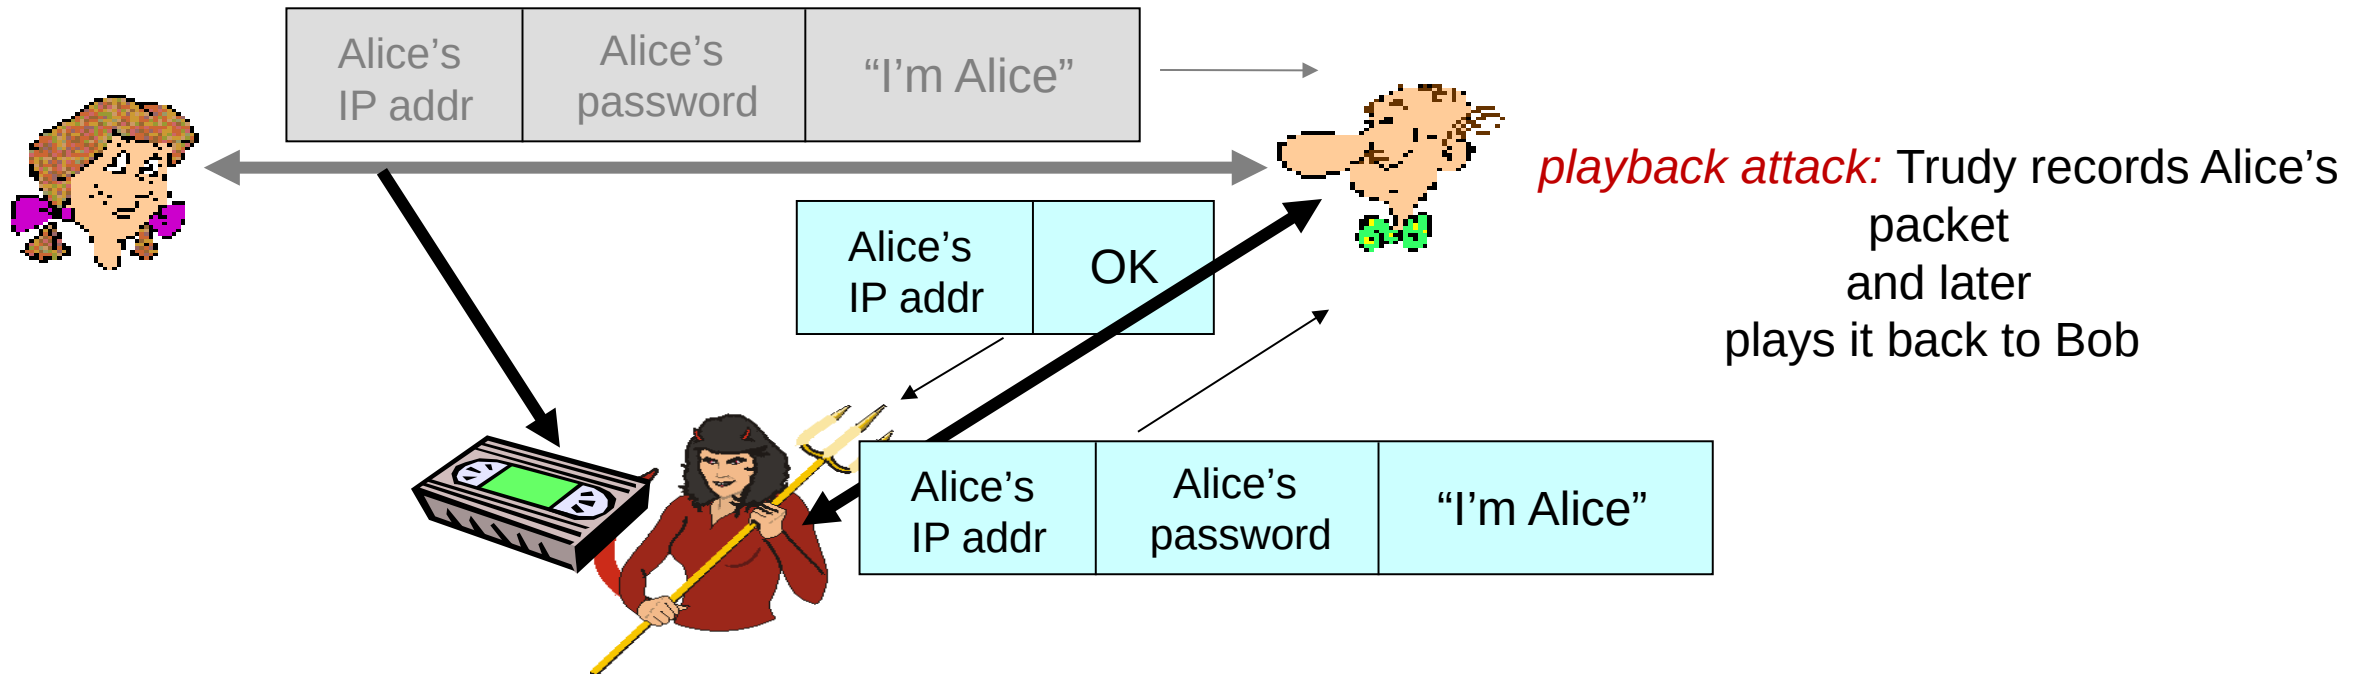 Alice’s
IP addr
Alice’s
password
“I’m Alice”
playback attack: Trudy records Alice’s
packet
and later
plays it back to Bob
Alice’s
IP addr
OK
Alice’s
IP addr
Alice’s
password
“I’m Alice”